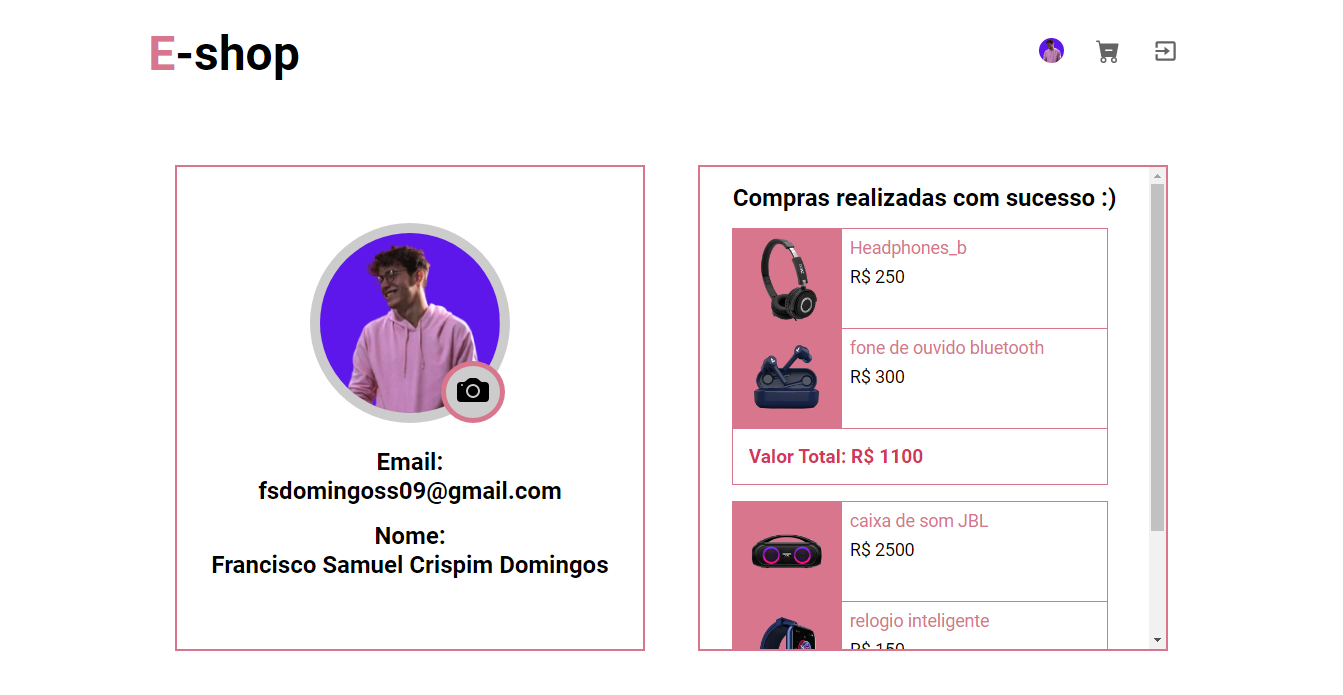 E-shop
Email:
fsdomingoss09@gmail.com
Nome:
Francisco Samuel Crispim Domingos
Compras realizadas com sucesso :)
Headphones_b
R$ 250
fone de ouvido bluetooth
R$ 300
Valor Total: R$ 1100
caixa de som JBL
R$ 2500
relogio inteligente
R$ 150